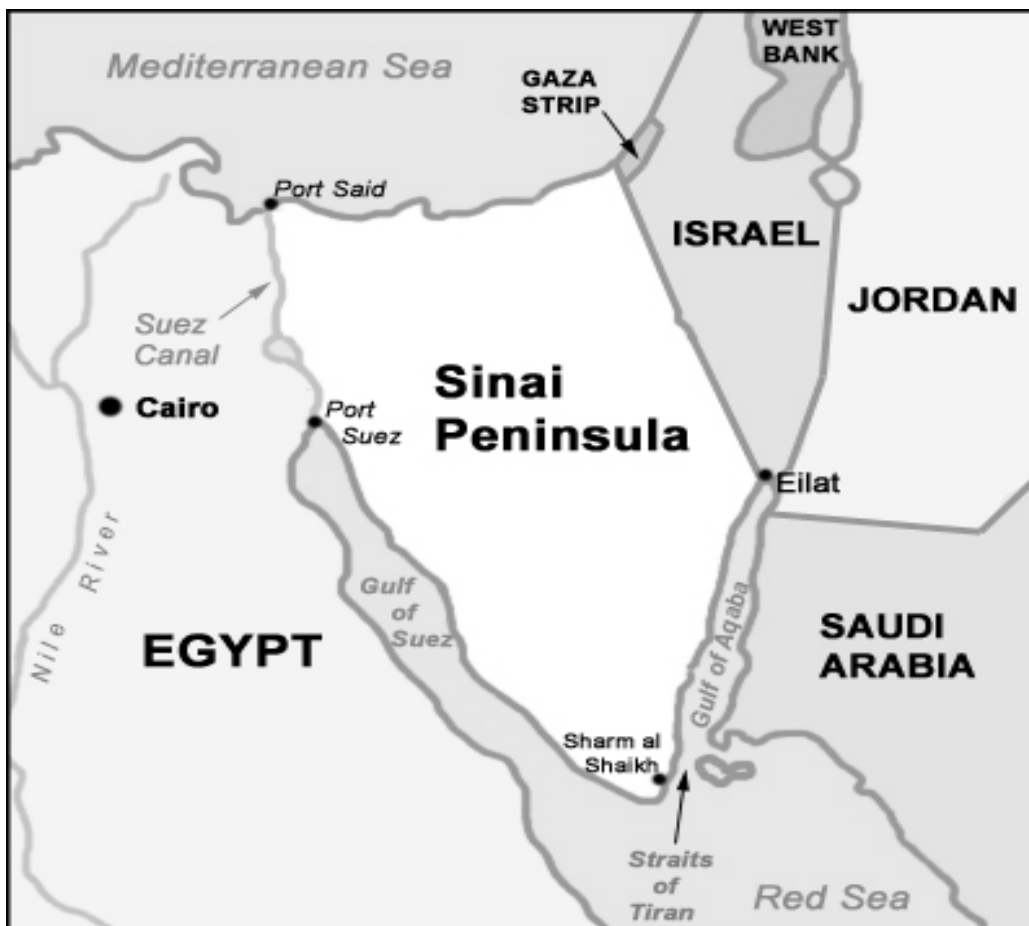 Mediterranean Sea
WEST
BANK
GAZA
STRIP
Port Said
ISRAEL
JORDAN
Suez
Canal
Sinai
Peninsula
Cairo
Port
Suez
Eilat
Nile River
Gulf
of
Suez
Gulf of Aqaba
EGYPT
SAUDI
ARABIA
Sharm al
Shaikh
Straits
of
Tiran
Red Sea